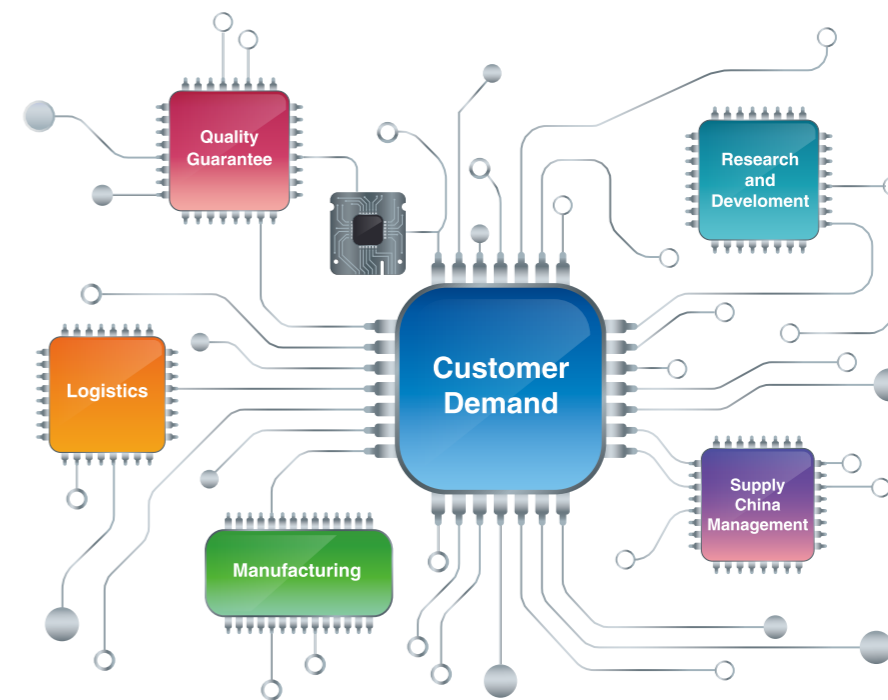 Quality
Guarantee
Research
and
Develoment
Customer
Demand
Logistics
Supply
China
Management
Manufacturing